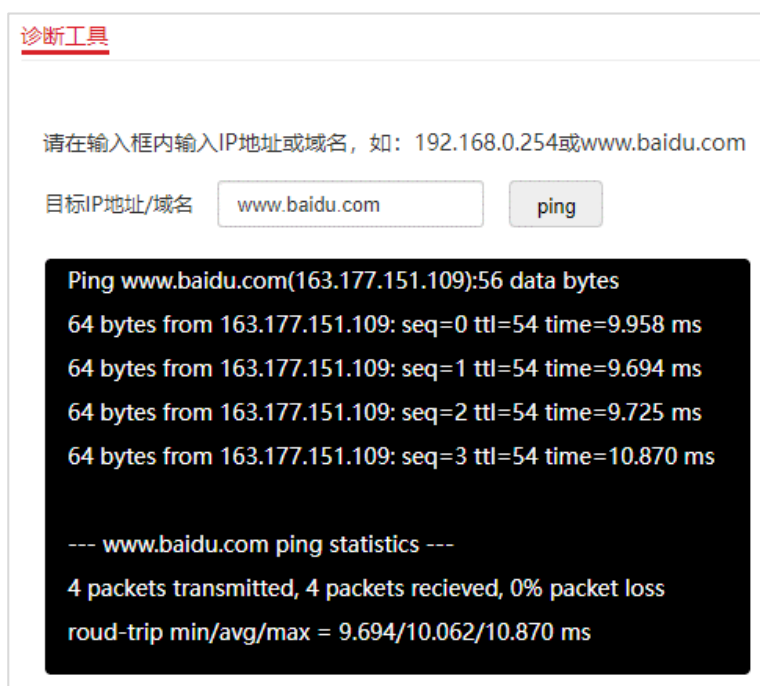 诊断工具
请在输入框内输入IP地址或域名，如：192.168.0.254或www.baidu.com
目标IP地址/域名 www.baidu.com ping
Ping www.baidu.com(163.177.151.109):56 data bytes
64 bytes from 163.177.151.109: seq=0 ttl=54 time=9.958 ms
64 bytes from 163.177.151.109: seq=1 ttl=54 time=9.694 ms
64 bytes from 163.177.151.109: seq=2 ttl=54 time=9.725 ms
64 bytes from 163.177.151.109: seq=3 ttl=54 time=10.870 ms
--- www.baidu.com ping statistics ---
4 packets transmitted, 4 packets recieved, 0% packet loss
roud-trip min/avg/max = 9.694/10.062/10.870 ms